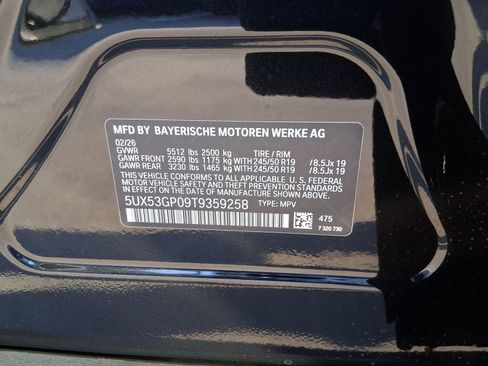 MFD BY BAYERISCHE MOTOREN WERKE AG
02/26
GVWR 5512 lbs 2500 kg TIRE / RIM
GAWR FRONT 2590 lbs 1175 kg WITH 245/50 R19 / 8.5Jx 19
GAWR REAR 3230 lbs 1465 kg WITH 245/50 R19 / 8.5Jx 19
THIS VEHICLE CONFORMS TO ALL APPLICABLE U. S. FEDERAL
MOTOR VEHICLE SAFETY STANDARDS
IN EFFECT ON THE DATE OF MANUFACTURE SHOWN ABOVE.
5UX53GP09T9359258 TYPE: MPV
475
7 320 730